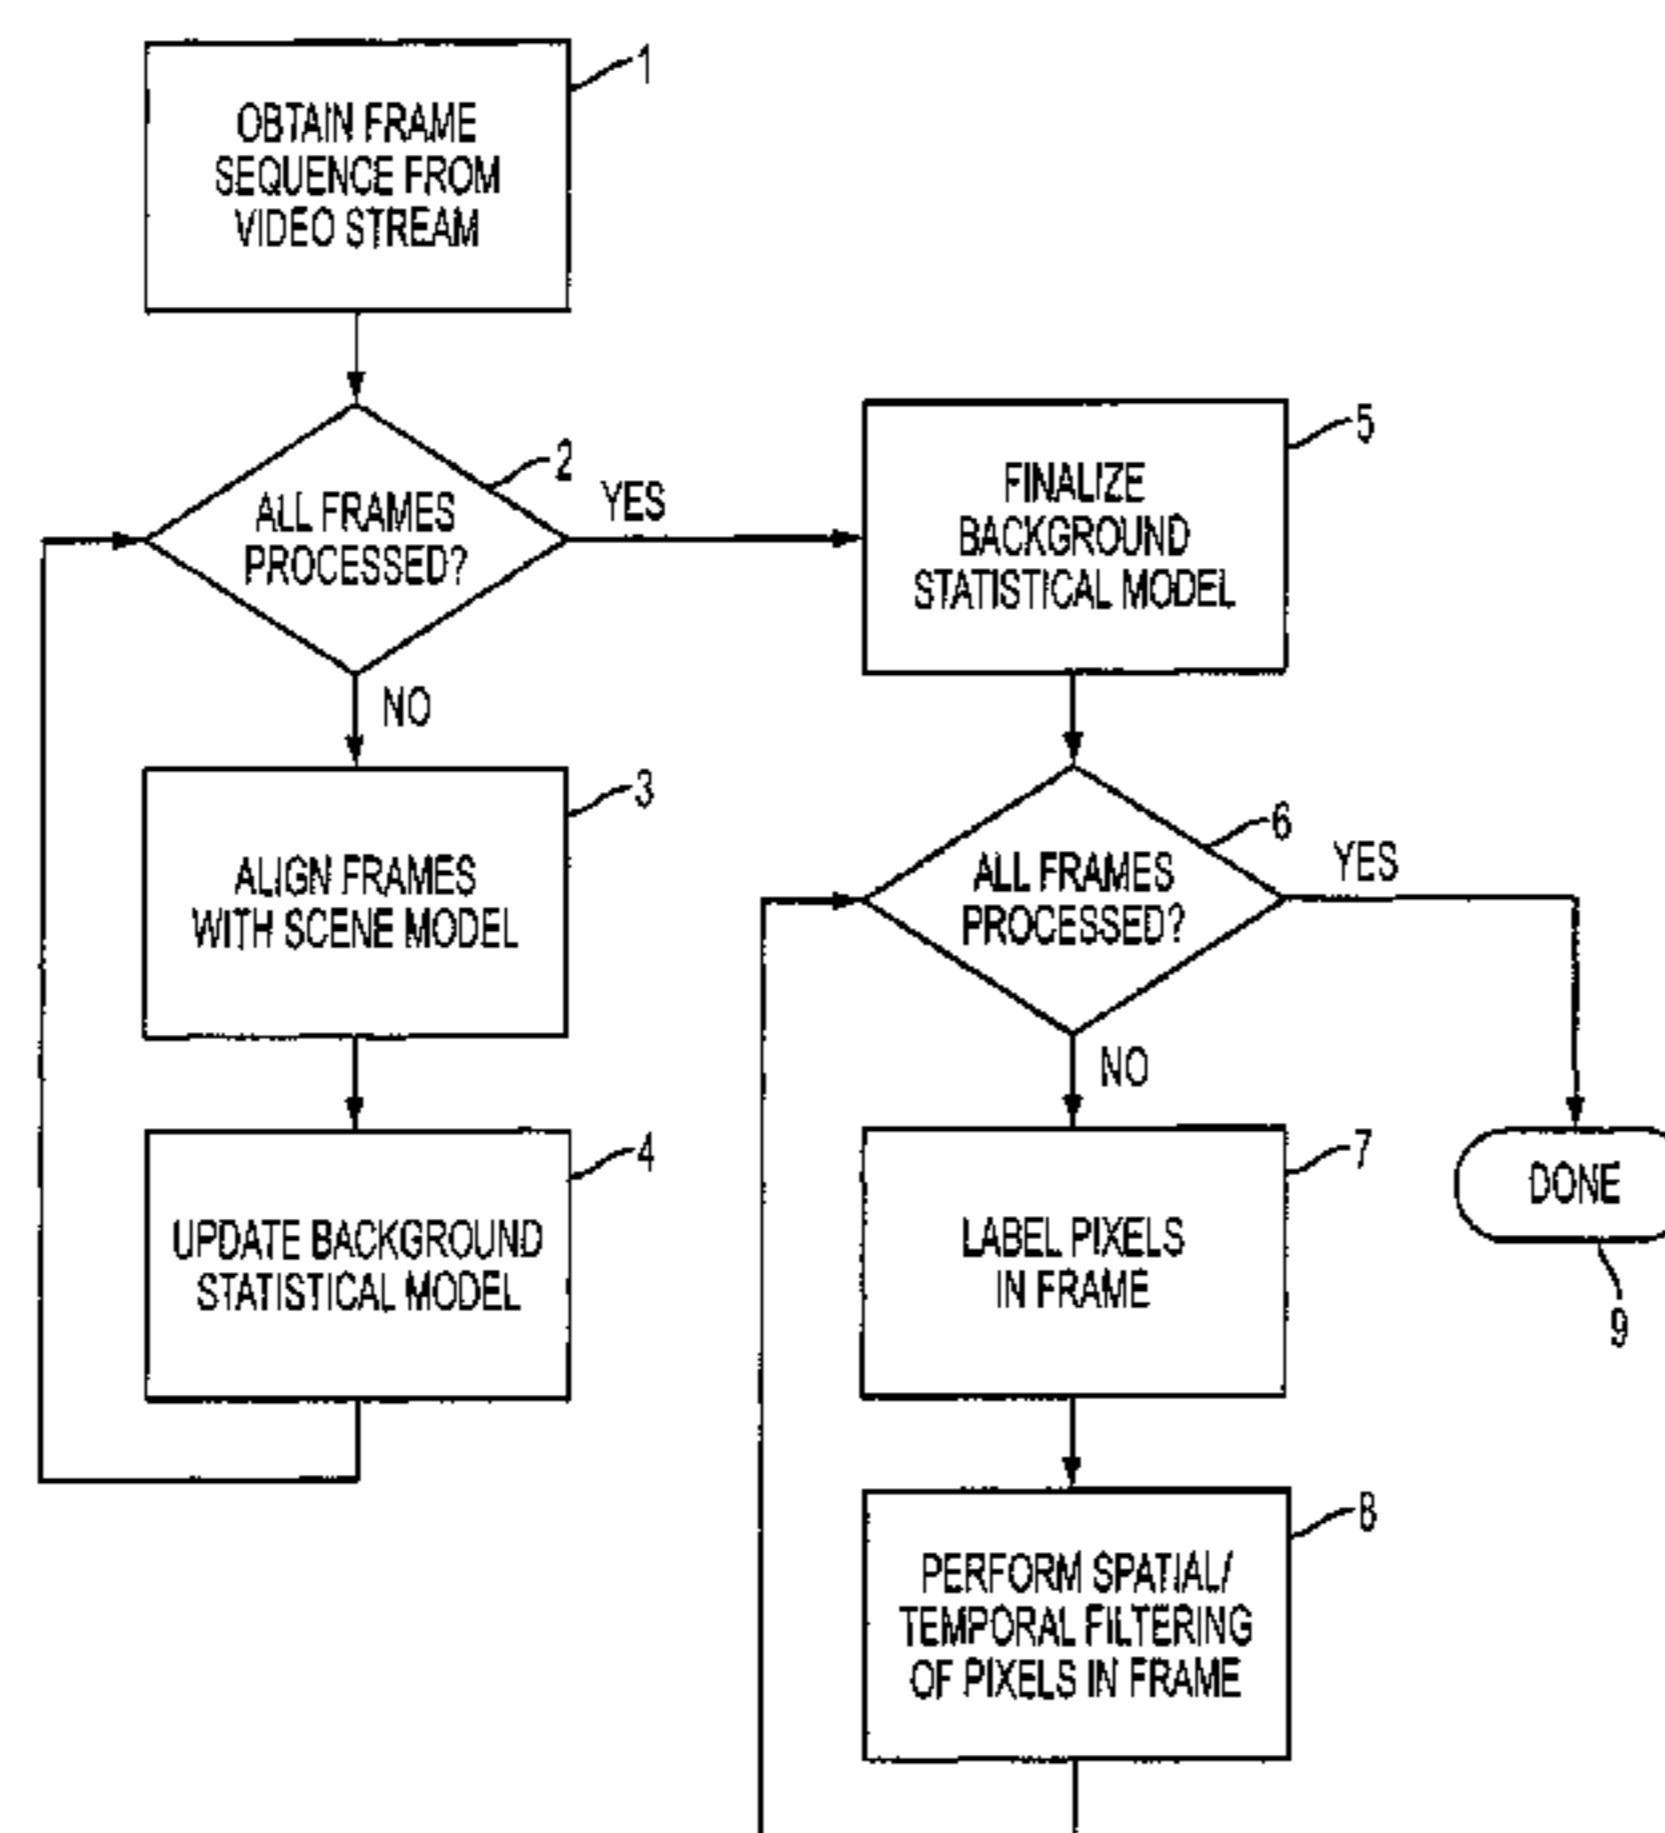 1
OBTAIN FRAME
SEQUENCE FROM
VIDEO STREAM
2
ALL FRAMES
PROCESSED?
YES
NO
3
ALIGN FRAMES
WITH SCENE MODEL
4
UPDATE BACKGROUND
STATISTICAL MODEL
5
FINALIZE
BACKGROUND
STATISTICAL MODEL
6
ALL FRAMES
PROCESSED?
YES
NO
7
LABEL PIXELS
IN FRAME
8
PERFORM SPATIAL/
TEMPORAL FILTERING
OF PIXELS IN FRAME
DONE
9